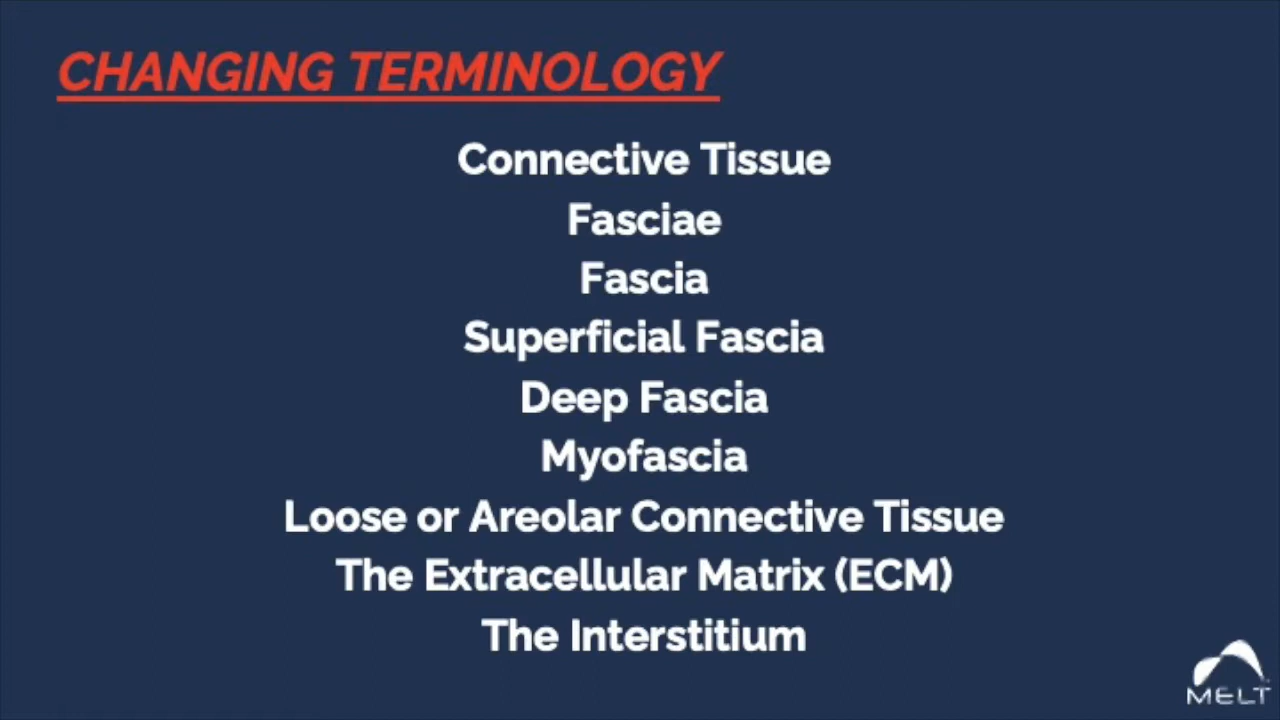 CHANGING TERMINOLOGY
Connective Tissue
Fasciae
Fascia
Superficial Fascia
Deep Fascia
Myofascia
Loose or Areolar Connective Tissue
The Extracellular Matrix (ECM)
The Interstitium
MELT